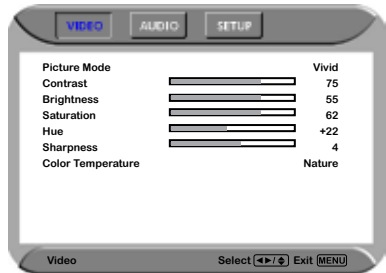 VIDEO AUDIO SETUP
Picture Mode Vivid
Contrast 75
Brightness 55
Saturation 62
Hue +22
Sharpness 4
Color Temperature Nature
Video Select ◄►/◆ Exit MENU